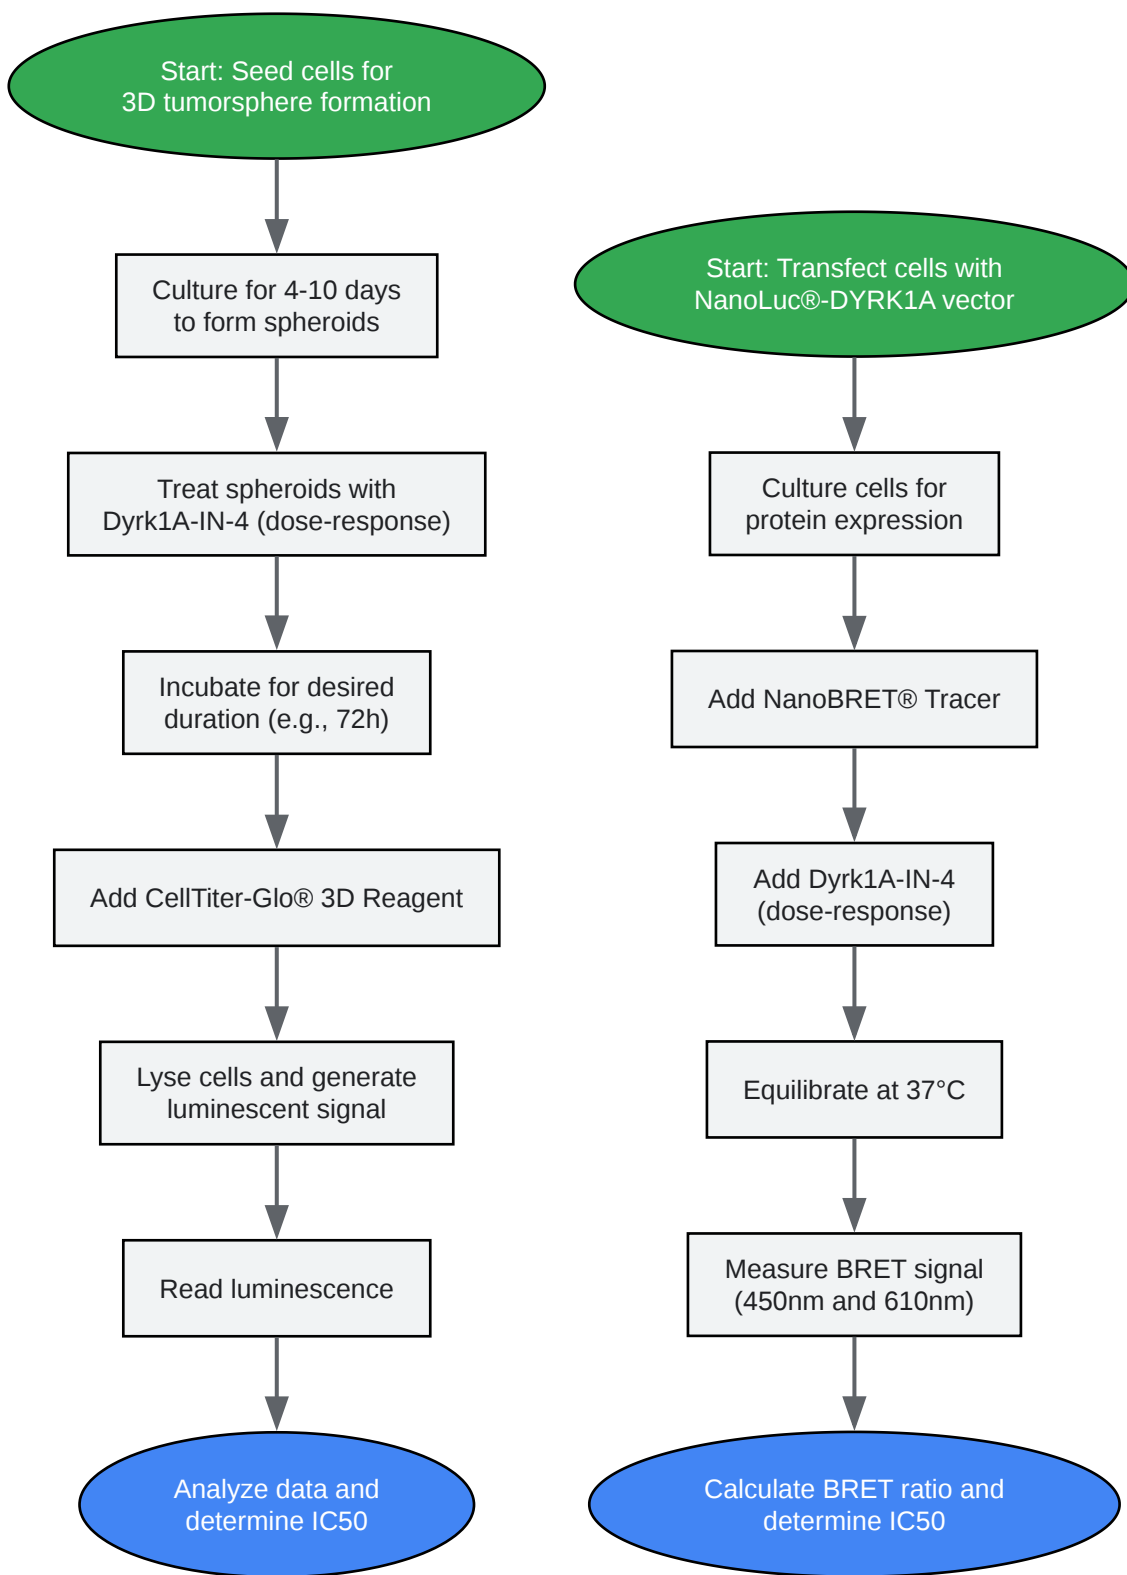 Start: Seed cells for
3D tumorsphere formation
Culture for 4-10 days
to form spheroids
Treat spheroids with
Dyrk1A-IN-4 (dose-response)
Incubate for desired
duration (e.g., 72h)
Add CellTiter-Glo® 3D Reagent
Lyse cells and generate
luminescent signal
Read luminescence
Analyze data and
determine IC50
Start: Transfect cells with
NanoLuc®-DYRK1A vector
Culture cells for
protein expression
Add NanoBRET® Tracer
Add Dyrk1A-IN-4
(dose-response)
Equilibrate at 37°C
Measure BRET signal
(450nm and 610nm)
Calculate BRET ratio and
determine IC50